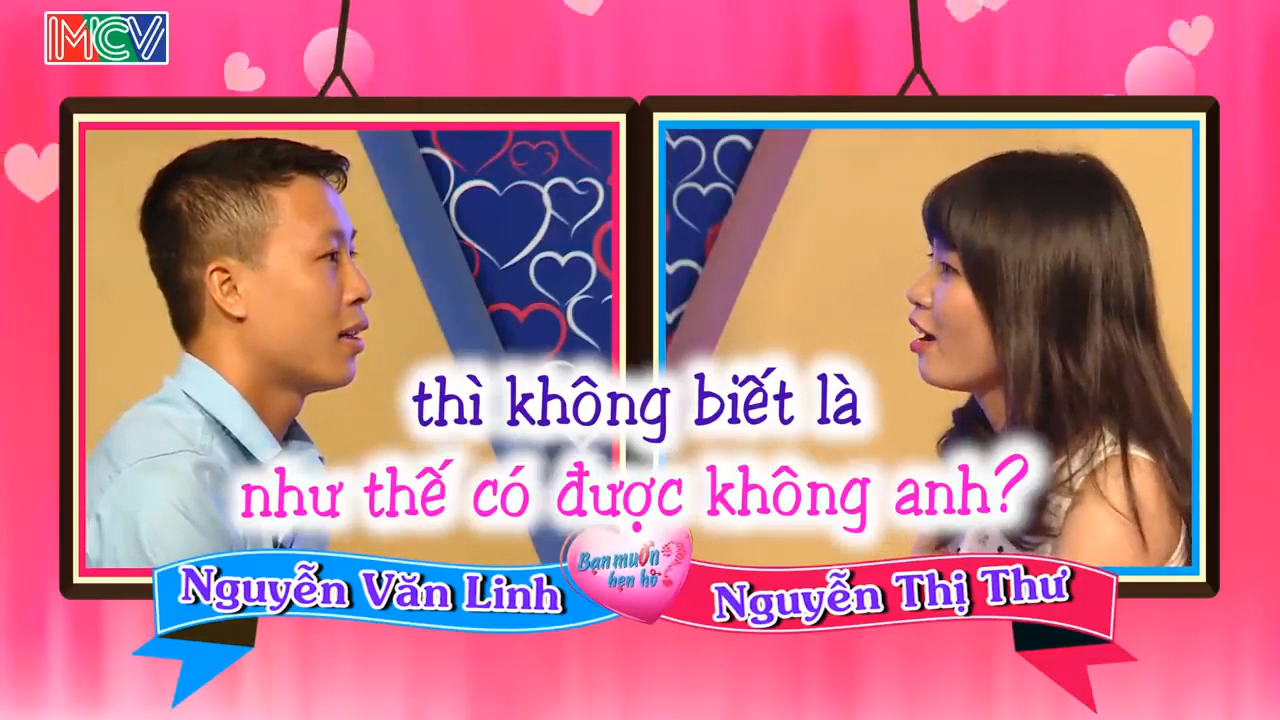 MCV
thì không biết là
như thế có được không anh?
Bạn muốn
hẹn hò
Nguyễn Văn Linh
Nguyễn Thị Thư